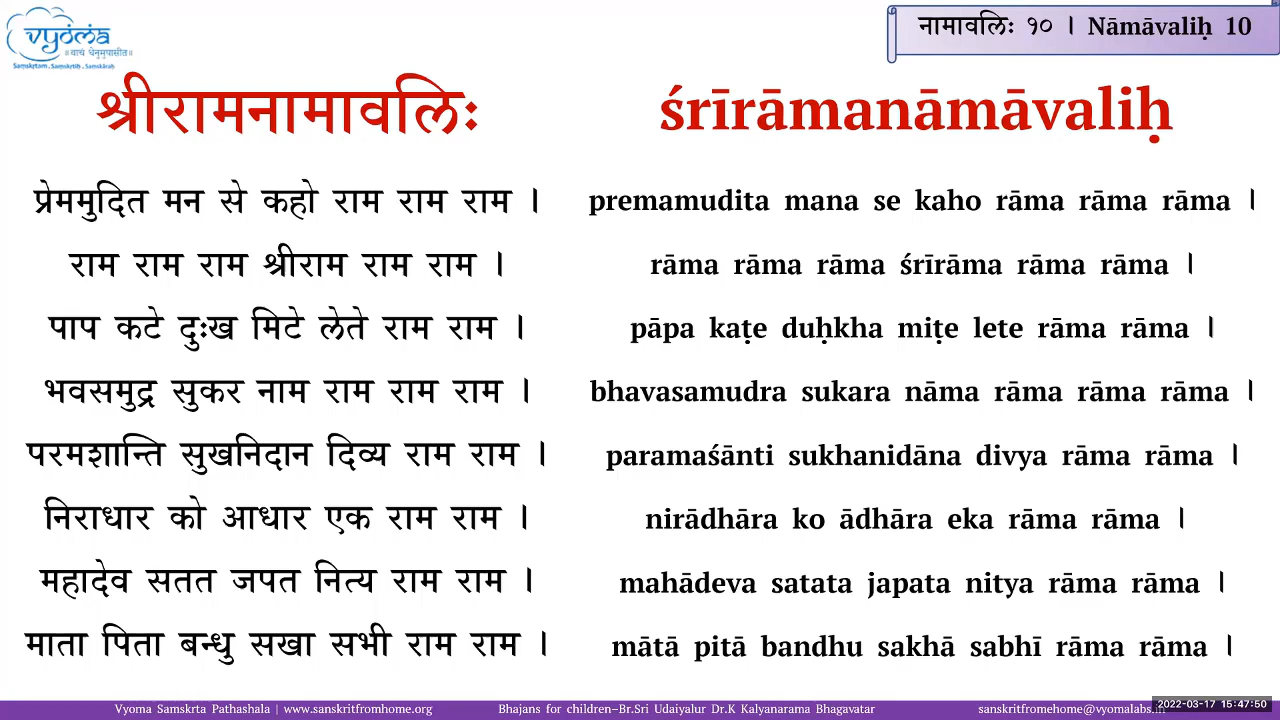 vyoma
॥ वाचं धेनुमुपासीत॥
Samskrtam . Samskrtih . Samskārah
नामावलिः १० । Nāmāvaliḥ 10
श्रीरामनामावलिः
śrīrāmanāmāvaliḥ
प्रेममुदित मन से कहो राम राम राम ।
premamudita mana se kaho rāma rāma rāma ।
राम राम राम श्रीराम राम राम ।
rāma rāma rāma śrīrāma rāma rāma ।
पाप कटे दुःख मिटे लेते राम राम ।
pāpa kaṭe duḥkha miṭe lete rāma rāma ।
भवसमुद्र सुकर नाम राम राम राम ।
bhavasamudra sukara nāma rāma rāma rāma ।
परमशान्ति सुखनिदान दिव्य राम राम ।
paramaśānti sukhanidāna divya rāma rāma ।
निराधार को आधार एक राम राम ।
nirādhāra ko ādhāra eka rāma rāma ।
महादेव सतत जपत नित्य राम राम ।
mahādeva satata japata nitya rāma rāma ।
माता पिता बन्धु सखा सभी राम राम ।
mātā pitā bandhu sakhā sabhī rāma rāma ।
Vyoma Samskrta Pathashala | www.sanskritfromhome.org
Bhajans for children–Br.Sri Udaiyalur Dr.K Kalyanarama Bhagavatar
sanskritfromehome@vyomalabs.in
2022-03-17 15:47:50